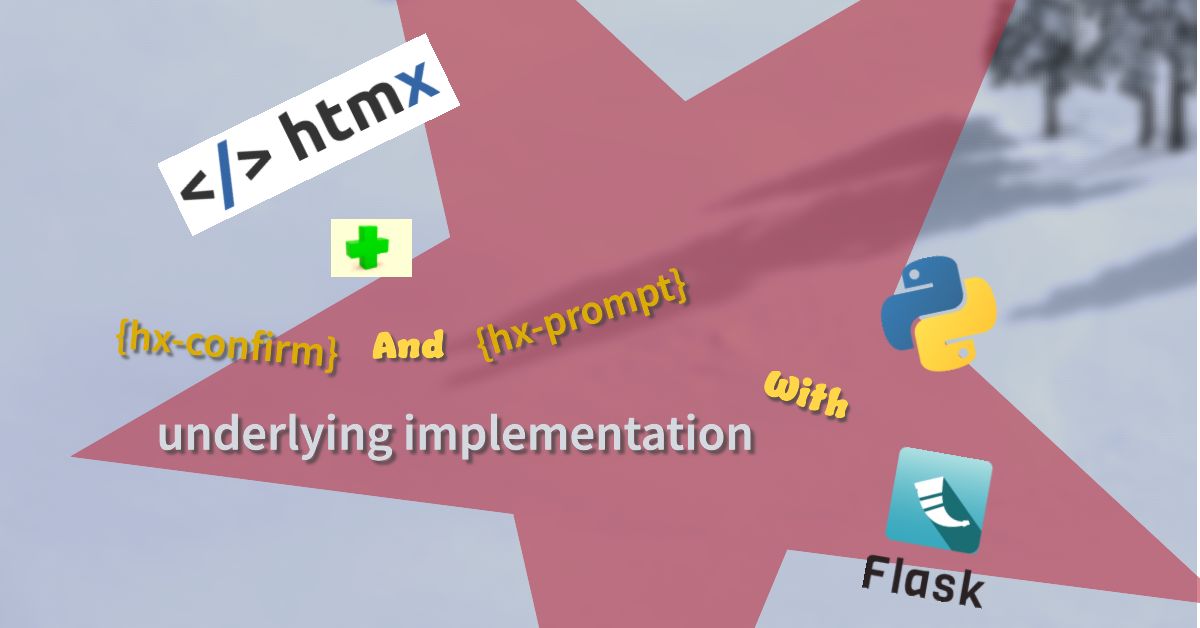 </> htmx
{hx-confirm} And {hx-prompt}
With
underlying implementation
Flask